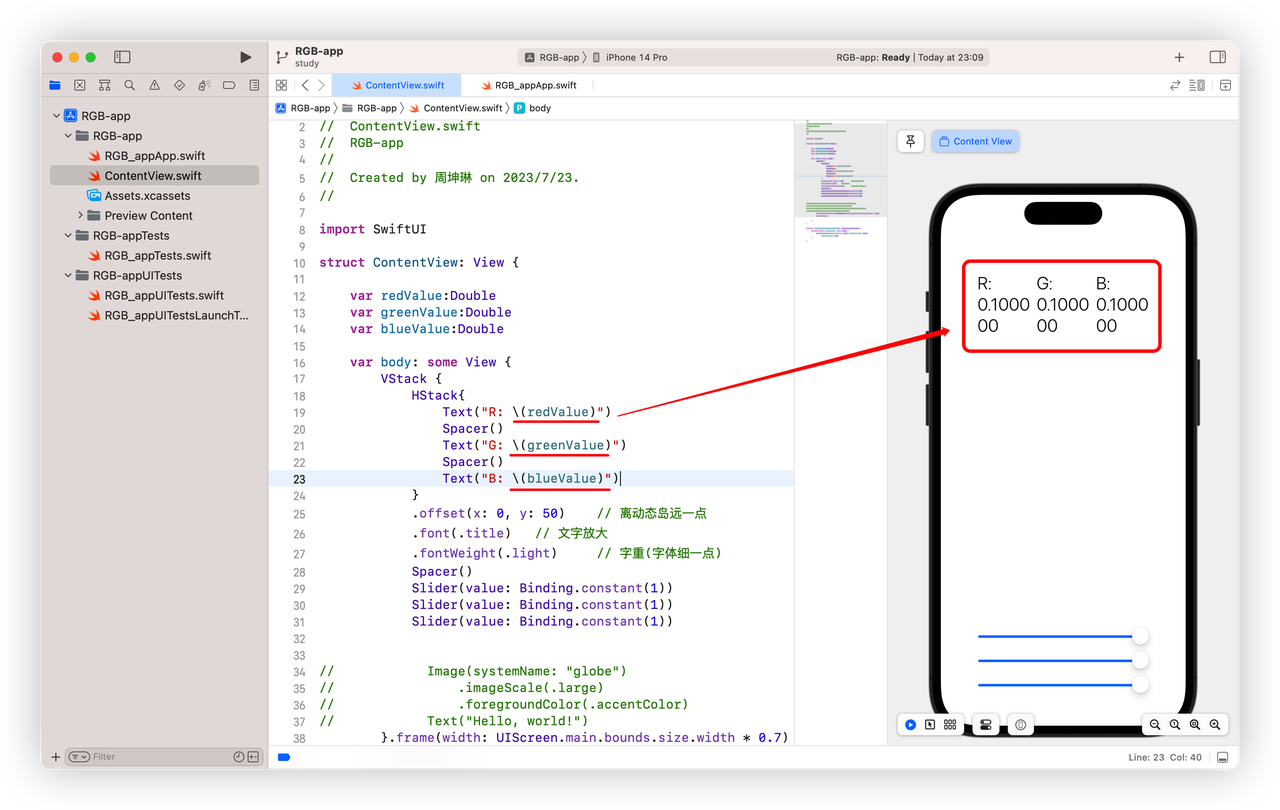 RGB-app
study
RGB-app
iPhone 14 Pro
RGB-app: Ready | Today at 23:09
ContentView.swift
RGB_appApp.swift
RGB-app
RGB-app
ContentView.swift
body
RGB-app
RGB-app
RGB_appApp.swift
ContentView.swift
Assets.xcassets
Preview Content
RGB-appTests
RGB_appTests.swift
RGB-appUITests
RGB_appUITests.swift
RGB_appUITestsLaunchT...
Filter
2 // ContentView.swift
3 // RGB-app
4 //
5 // Created by 周坤琳 on 2023/7/23.
6 //
7
8 import SwiftUI
9
10 struct ContentView: View {
11
12 var redValue:Double
13 var greenValue:Double
14 var blueValue:Double
15
16 var body: some View {
17 VStack {
18 HStack{
19 Text("R: \(redValue)")
20 Spacer()
21 Text("G: \(greenValue)")
22 Spacer()
23 Text("B: \(blueValue)")
24 }
25 .offset(x: 0, y: 50) // 离动态岛远一点
26 .font(.title) // 文字放大
27 .fontWeight(.light) // 字重(字体细一点)
28 Spacer()
29 Slider(value: Binding.constant(1))
30 Slider(value: Binding.constant(1))
31 Slider(value: Binding.constant(1))
32
33
34 // Image(systemName: "globe")
35 // .imageScale(.large)
36 // .foregroundColor(.accentColor)
37 // Text("Hello, world!")
38 }.frame(width: UIScreen.main.bounds.size.width * 0.7)
Content View
R: G: B:
0.1000 0.1000 0.1000
00 00 00
Line: 23 Col: 40